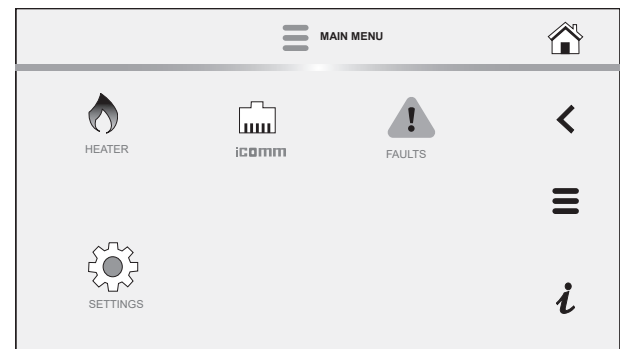 MAIN MENU
HEATER
icomm
FAULTS
SETTINGS
i